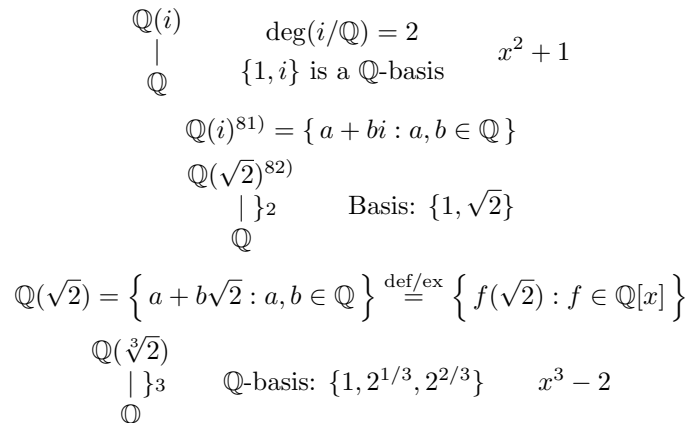 ℚ(i)
|
ℚ
deg(i/ℚ) = 2
{1, i} is a ℚ-basis
x² + 1
ℚ(i)⁸¹⁾ = { a + bi : a, b ∈ ℚ }
ℚ(√2)⁸²⁾
| }2
ℚ
Basis: {1, √2}
ℚ(√2) = { a + b√2 : a, b ∈ ℚ } def/ex = { f(√2) : f ∈ ℚ[x] }
ℚ(∛2)
| }3
ℚ
ℚ-basis: {1, 2^{1/3}, 2^{2/3}}
x³ − 2